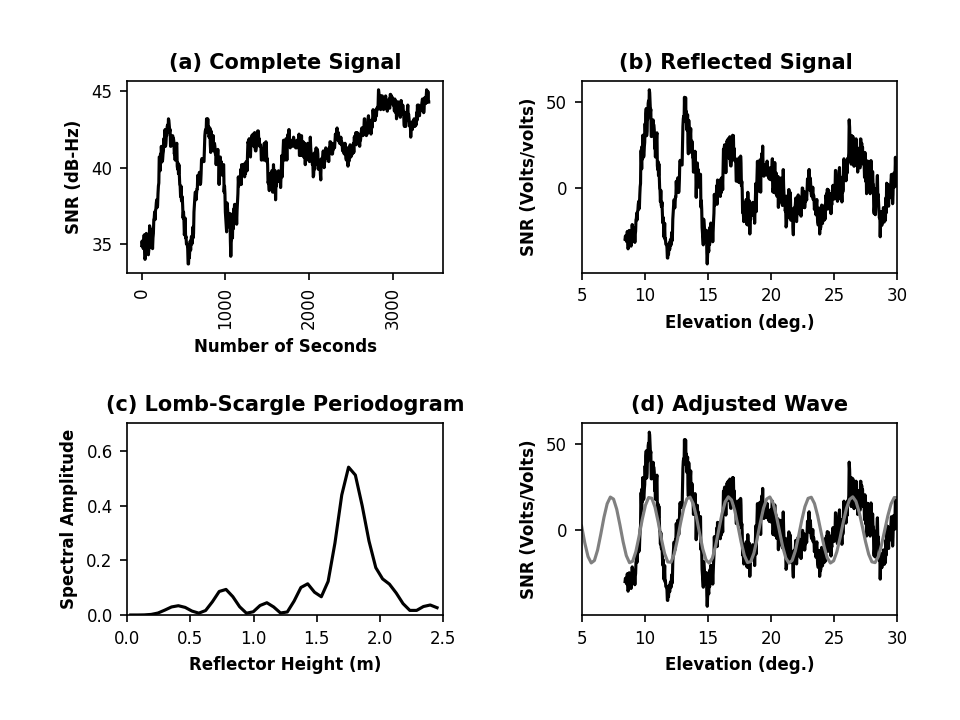 (a) Complete Signal
SNR (dB-Hz)
45
40
35
0
1000
2000
3000
Number of Seconds
(b) Reflected Signal
SNR (Volts/volts)
50
0
5
10
15
20
25
30
Elevation (deg.)
(c) Lomb-Scargle Periodogram
Spectral Amplitude
0.6
0.4
0.2
0.0
0.0
0.5
1.0
1.5
2.0
2.5
Reflector Height (m)
(d) Adjusted Wave
SNR (Volts/Volts)
50
0
5
10
15
20
25
30
Elevation (deg.)